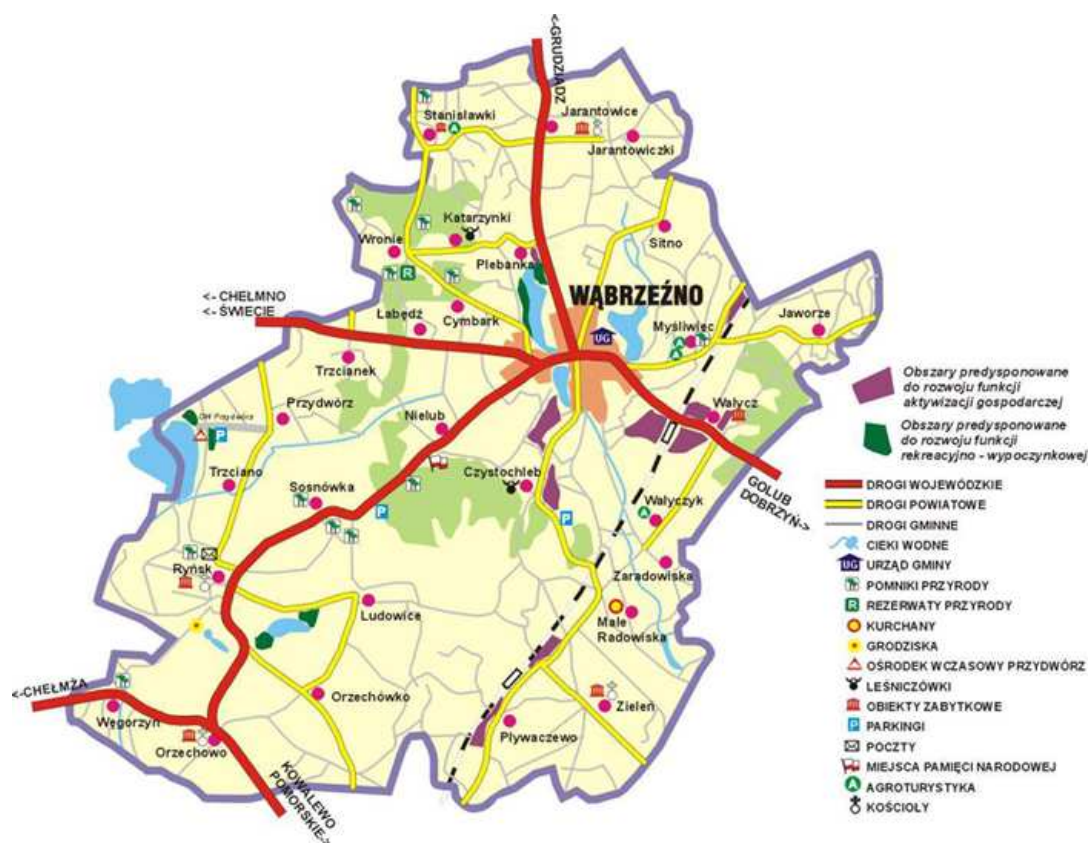 <-GRUDZIĄDZ
Stanisławki
Jarantowice
Jarantowiczki
Katarzynki
Wronie
Plebanka
Sitno
<- CHEŁMNO
<- ŚWIECIE
WĄBRZEŹNO
Łabędź
Cymbark
UG
Myśliwiec
Jaworze
Trzcianek
Przydwórz
OW Przydwórz
Nielub
Wałycz
Trzciano
Sosnówka
Czystochleb
GOLUB
DOBRZYŃ->
Wałyczyk
Ryńsk
Zaradowiska
Ludowice
Małe
Radowiska
<-CHEŁMŻA
Węgorzyn
Orzechówko
Zieleń
Orzechowo
Pływaczewo
KOWALEWO
POMORSKIE->
Obszary predysponowane
do rozwoju funkcji
aktywizacji gospodarczej
Obszary predysponowane
do rozwoju funkcji
rekreacyjno - wypoczynkowej
DROGI WOJEWÓDZKIE
DROGI POWIATOWE
DROGI GMINNE
CIEKI WODNE
UG URZĄD GMINY
POMNIKI PRZYRODY
R REZERWATY PRZYRODY
KURCHANY
GRODZISKA
OŚRODEK WCZASOWY PRZYDWÓRZ
LEŚNICZÓWKI
OBIEKTY ZABYTKOWE
P PARKINGI
POCZTY
MIEJSCA PAMIĘCI NARODOWEJ
A AGROTURYSTYKA
KOŚCIOŁY